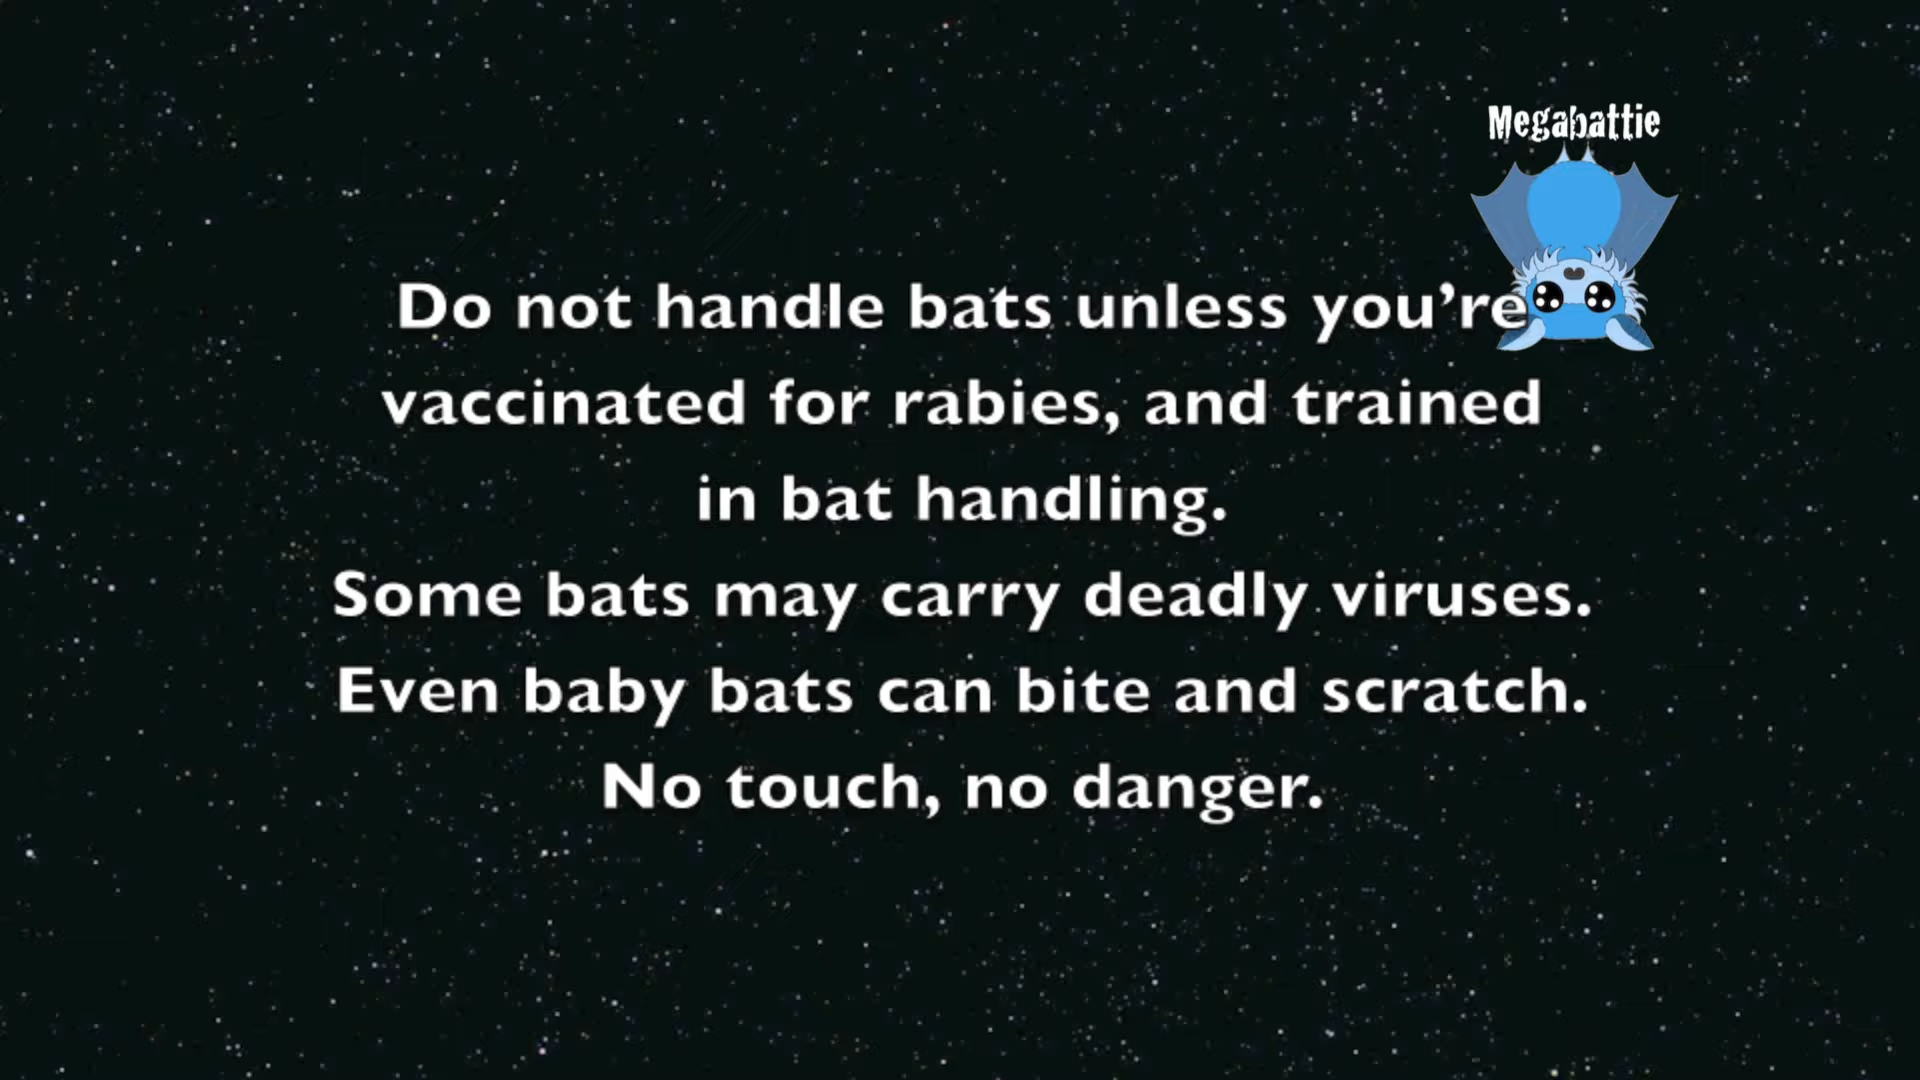 Megabattie
Do not handle bats unless you’re
vaccinated for rabies, and trained
in bat handling.
Some bats may carry deadly viruses.
Even baby bats can bite and scratch.
No touch, no danger.